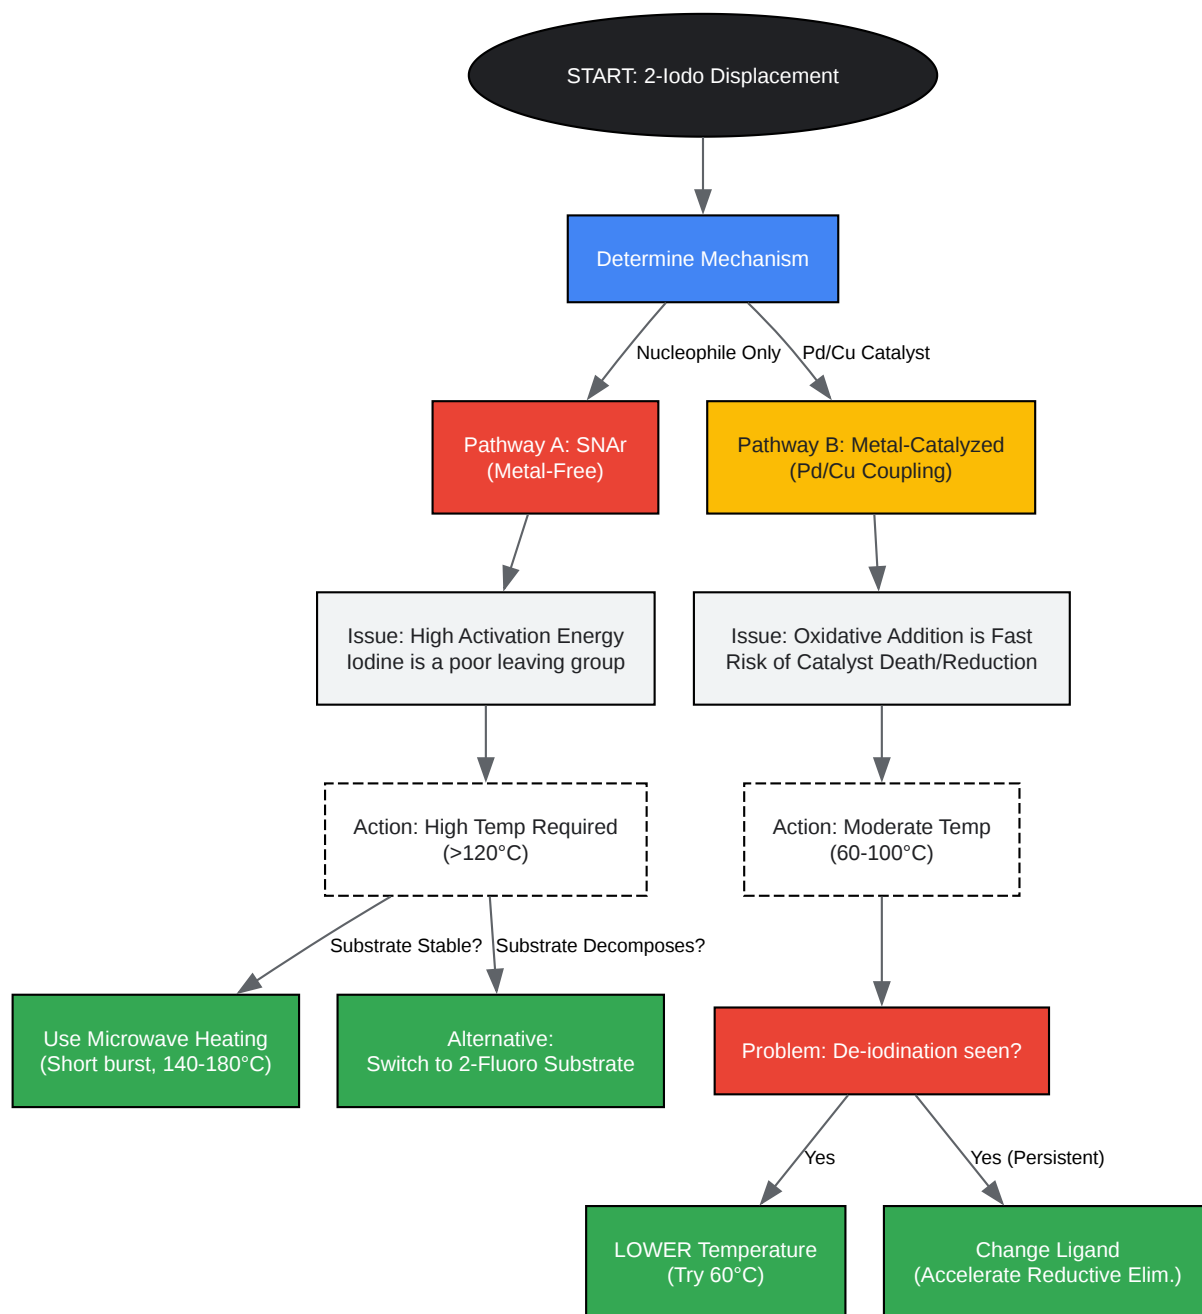 START: 2-Iodo Displacement
Determine Mechanism
Nucleophile Only
Pd/Cu Catalyst
Pathway A: SNAr
(Metal-Free)
Pathway B: Metal-Catalyzed
(Pd/Cu Coupling)
Issue: High Activation Energy
Iodine is a poor leaving group
Issue: Oxidative Addition is Fast
Risk of Catalyst Death/Reduction
Action: High Temp Required
(>120°C)
Action: Moderate Temp
(60-100°C)
Substrate Stable?
Substrate Decomposes?
Use Microwave Heating
(Short burst, 140-180°C)
Alternative:
Switch to 2-Fluoro Substrate
Problem: De-iodination seen?
Yes
Yes (Persistent)
LOWER Temperature
(Try 60°C)
Change Ligand
(Accelerate Reductive Elim.)